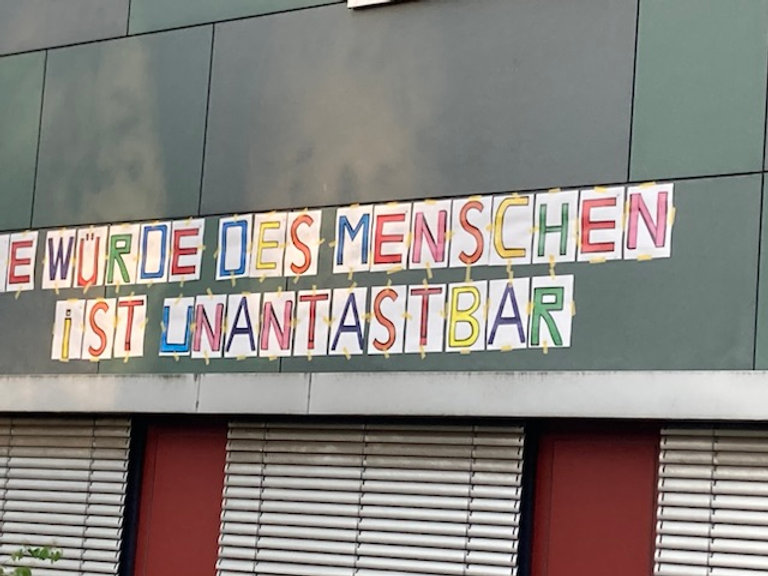 E WÜRDE DES MENSCHEN
iST UNANTASTBAR